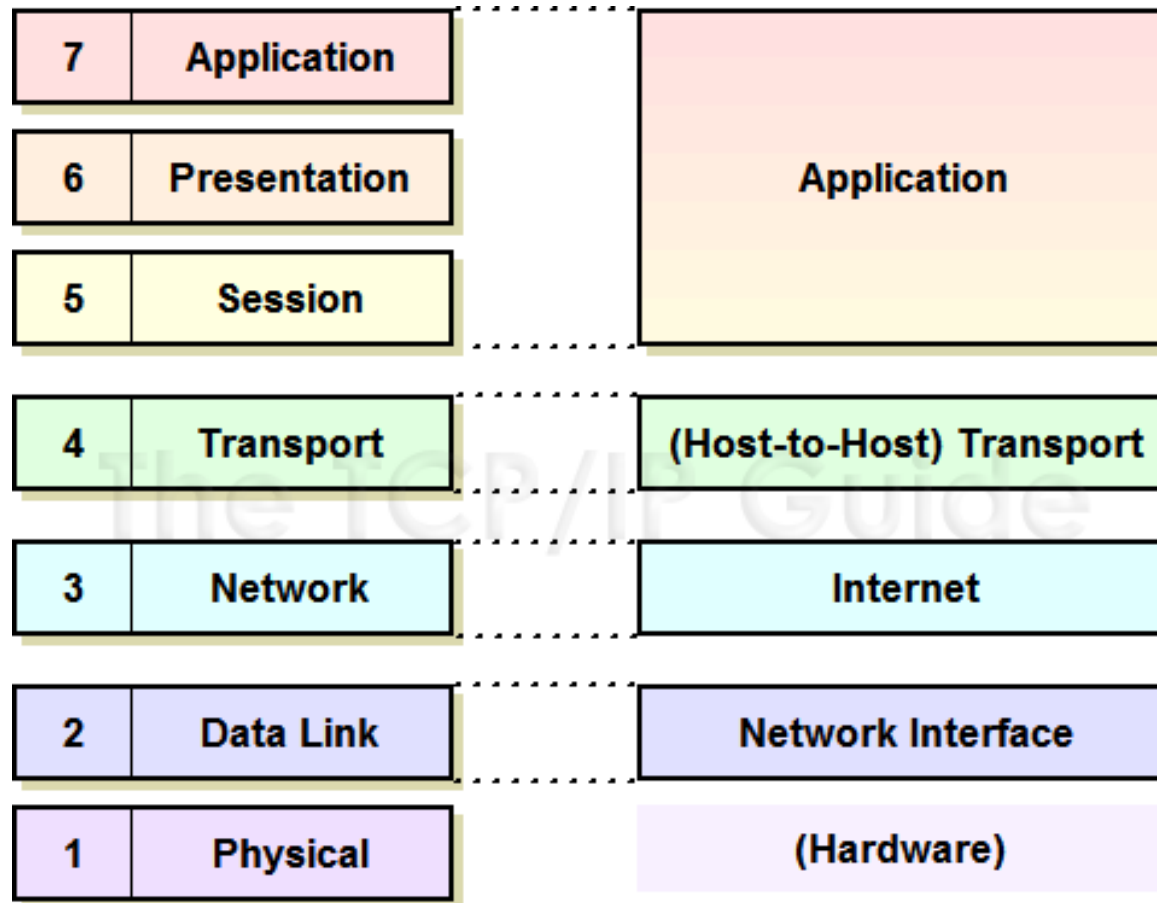 7 Application
6 Presentation
5 Session
4 Transport
3 Network
2 Data Link
1 Physical
Application
(Host-to-Host) Transport
Internet
Network Interface
(Hardware)
The TCP/IP Guide